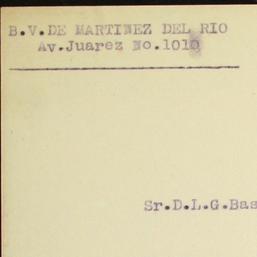 B.V.DE MARTINEZ DEL RIO
Av.Juarez No.1010
Sr.D.L.G.Bas